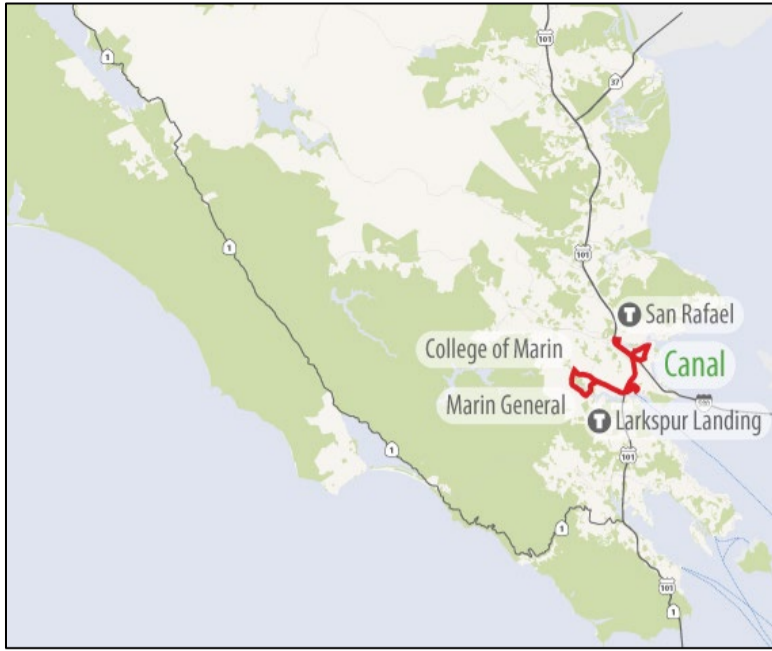 101
1
37
1
101
T San Rafael
College of Marin
Canal
Marin General
T Larkspur Landing
1
101
1
101
1